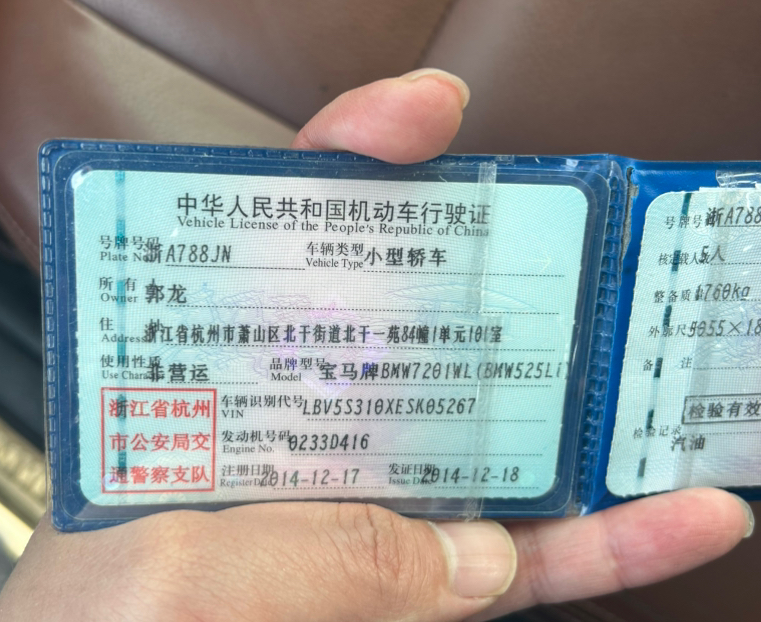 中华人民共和国机动车行驶证
Vehicle License of the People's Republic of China
号牌号码 Plate No. 浙A788JN 车辆类型 Vehicle Type 小型轿车
所有人 Owner 郭龙
住址 Address 浙江省杭州市萧山区北干街道北干一苑84幢1单元101室
使用性质 Use Character 非营运 品牌型号 Model 宝马牌BMW7201WL(BMW525Li)
浙江省杭州
市公安局交
通警察支队
车辆识别代号 VIN LBV5S310XESK05267
发动机号码 Engine No. 0233D416
注册日期 Register Date 2014-12-17 发证日期 Issue Date 2014-12-18
号牌号 浙A788
核定载人数 5人
整备质 1760kg
外廓尺 5055×18
备注
检验有效
检验记录
汽油